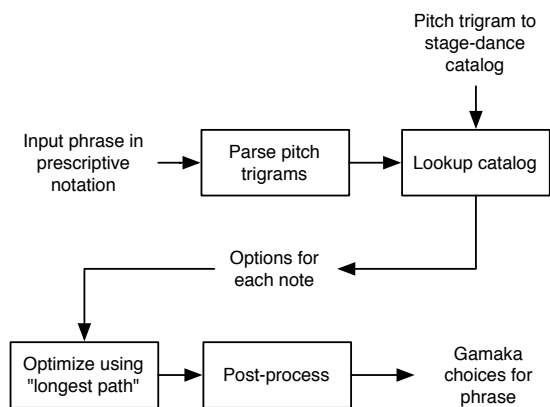 Pitch trigram to
stage-dance
catalog
Input phrase in
prescriptive
notation
Parse pitch
trigrams
Lookup catalog
Options for
each note
Optimize using
"longest path"
Post-process
Gamaka
choices for
phrase